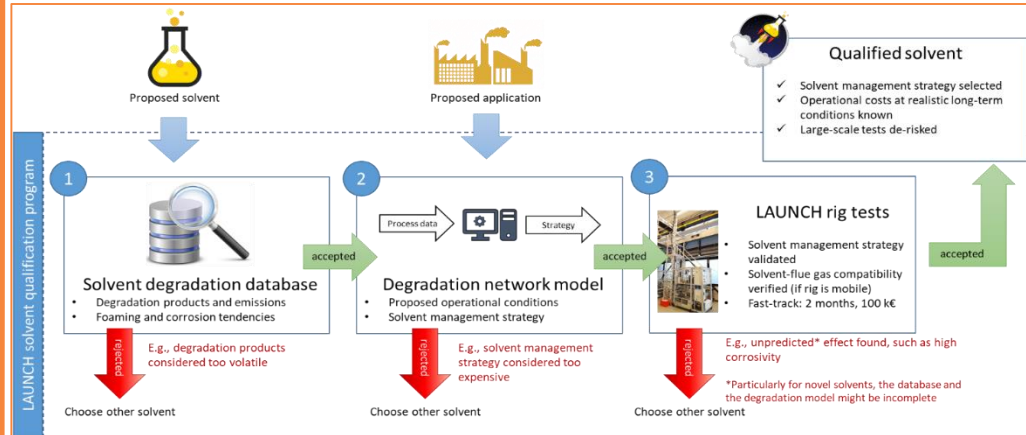 Proposed solvent
Proposed application
Qualified solvent
✓ Solvent management strategy selected
✓ Operational costs at realistic long-term
conditions known
✓ Large-scale tests de-risked
LAUNCH solvent qualification program
1
Solvent degradation database
• Degradation products and emissions
• Foaming and corrosion tendencies
accepted
rejected
E.g., degradation products
considered too volatile
Choose other solvent
2
Process data
Strategy
Degradation network model
• Proposed operational conditions
• Solvent management strategy
accepted
rejected
E.g., solvent management
strategy considered too
expensive
Choose other solvent
3
LAUNCH rig tests
• Solvent management strategy
validated
• Solvent-flue gas compatibility
verified (if rig is mobile)
• Fast-track: 2 months, 100 k€
accepted
rejected
E.g., unpredicted* effect found, such as high
corrosivity
*Particularly for novel solvents, the database and
the degradation model might be incomplete
Choose other solvent